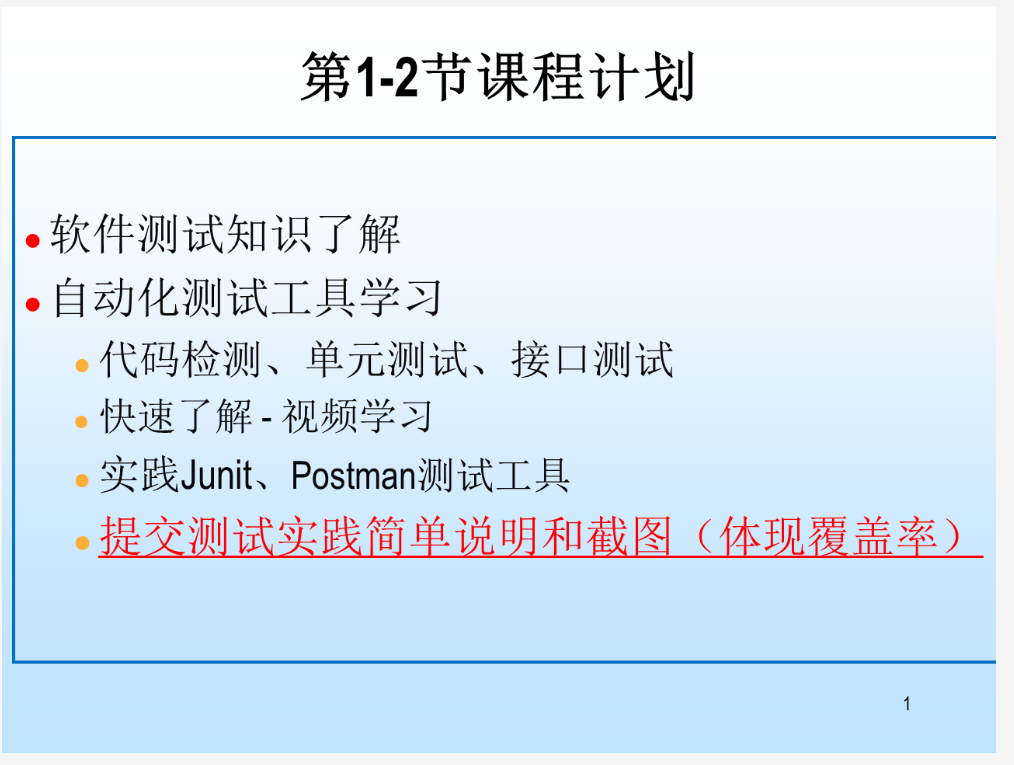 第1-2节课程计划
软件测试知识了解
自动化测试工具学习
代码检测、单元测试、接口测试
快速了解 - 视频学习
实践Junit、Postman测试工具
提交测试实践简单说明和截图（体现覆盖率）
1